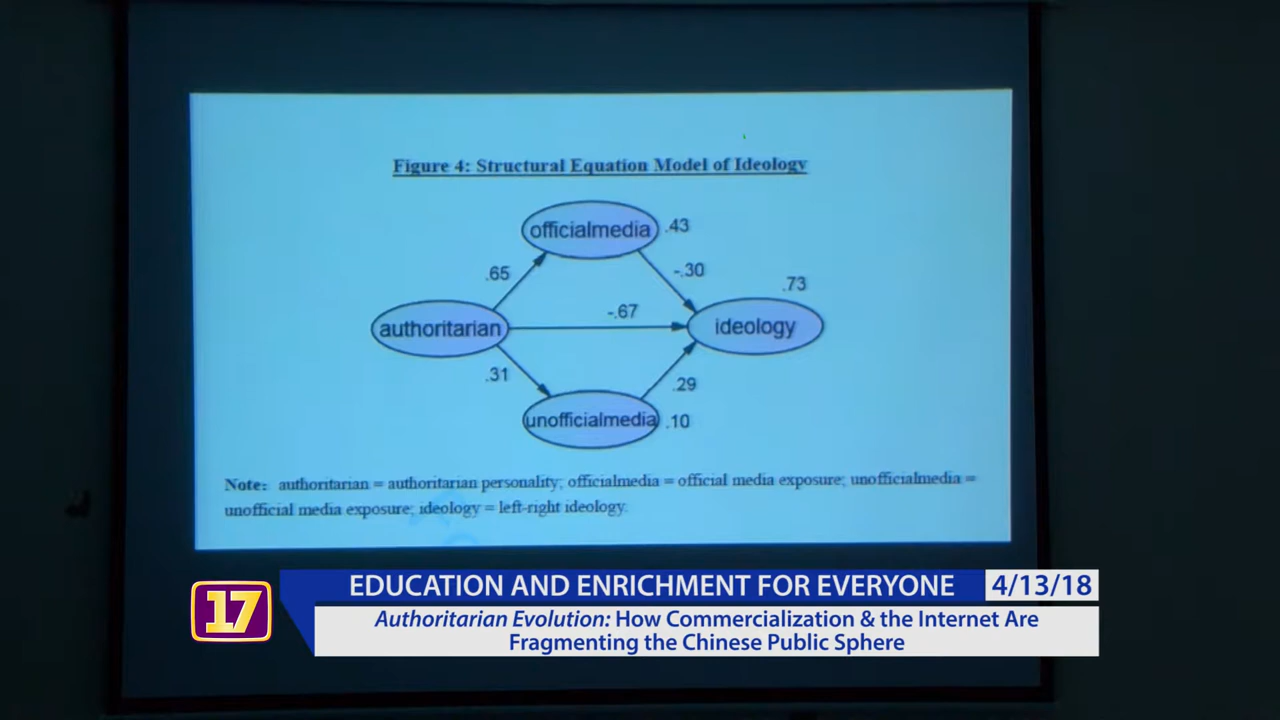 Figure 4: Structural Equation Model of Ideology
officialmedia .43
.65
-.30
.73
-.67
authoritarian
ideology
.31
.29
unofficialmedia .10
Note: authoritarian = authoritarian personality; officialmedia = official media exposure; unofficialmedia =
unofficial media exposure; ideology = left-right ideology.
17
EDUCATION AND ENRICHMENT FOR EVERYONE 4/13/18
Authoritarian Evolution: How Commercialization & the Internet Are
Fragmenting the Chinese Public Sphere